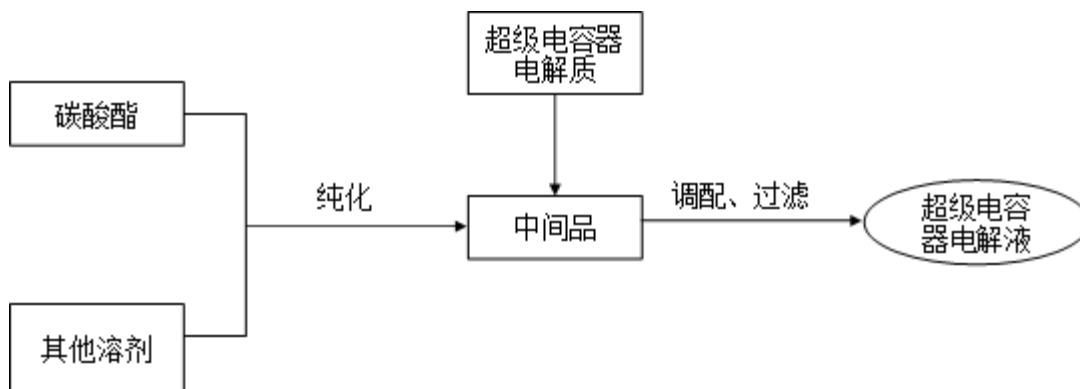 超级电容器
电解质
碳酸酯
纯化
中间品
调配、过滤
超级电容
器电解液
其他溶剂